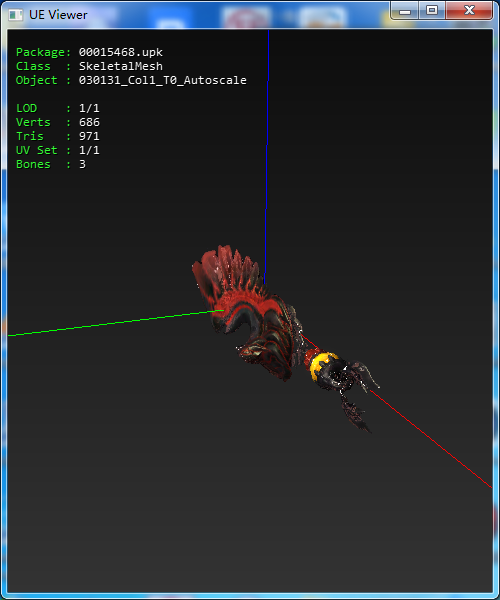 UE Viewer
Package: 00015468.upk
Class : SkeletalMesh
Object : 030131_Col1_T0_Autoscale
LOD : 1/1
Verts : 686
Tris : 971
UV Set : 1/1
Bones : 3